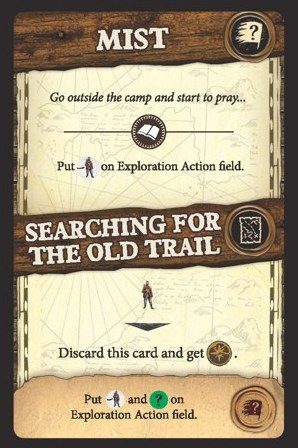 MIST
?
Go outside the camp and start to pray...
Put on Exploration Action field.
SEARCHING FOR
THE OLD TRAIL
Discard this card and get .
Put and ? on
Exploration Action field.
?